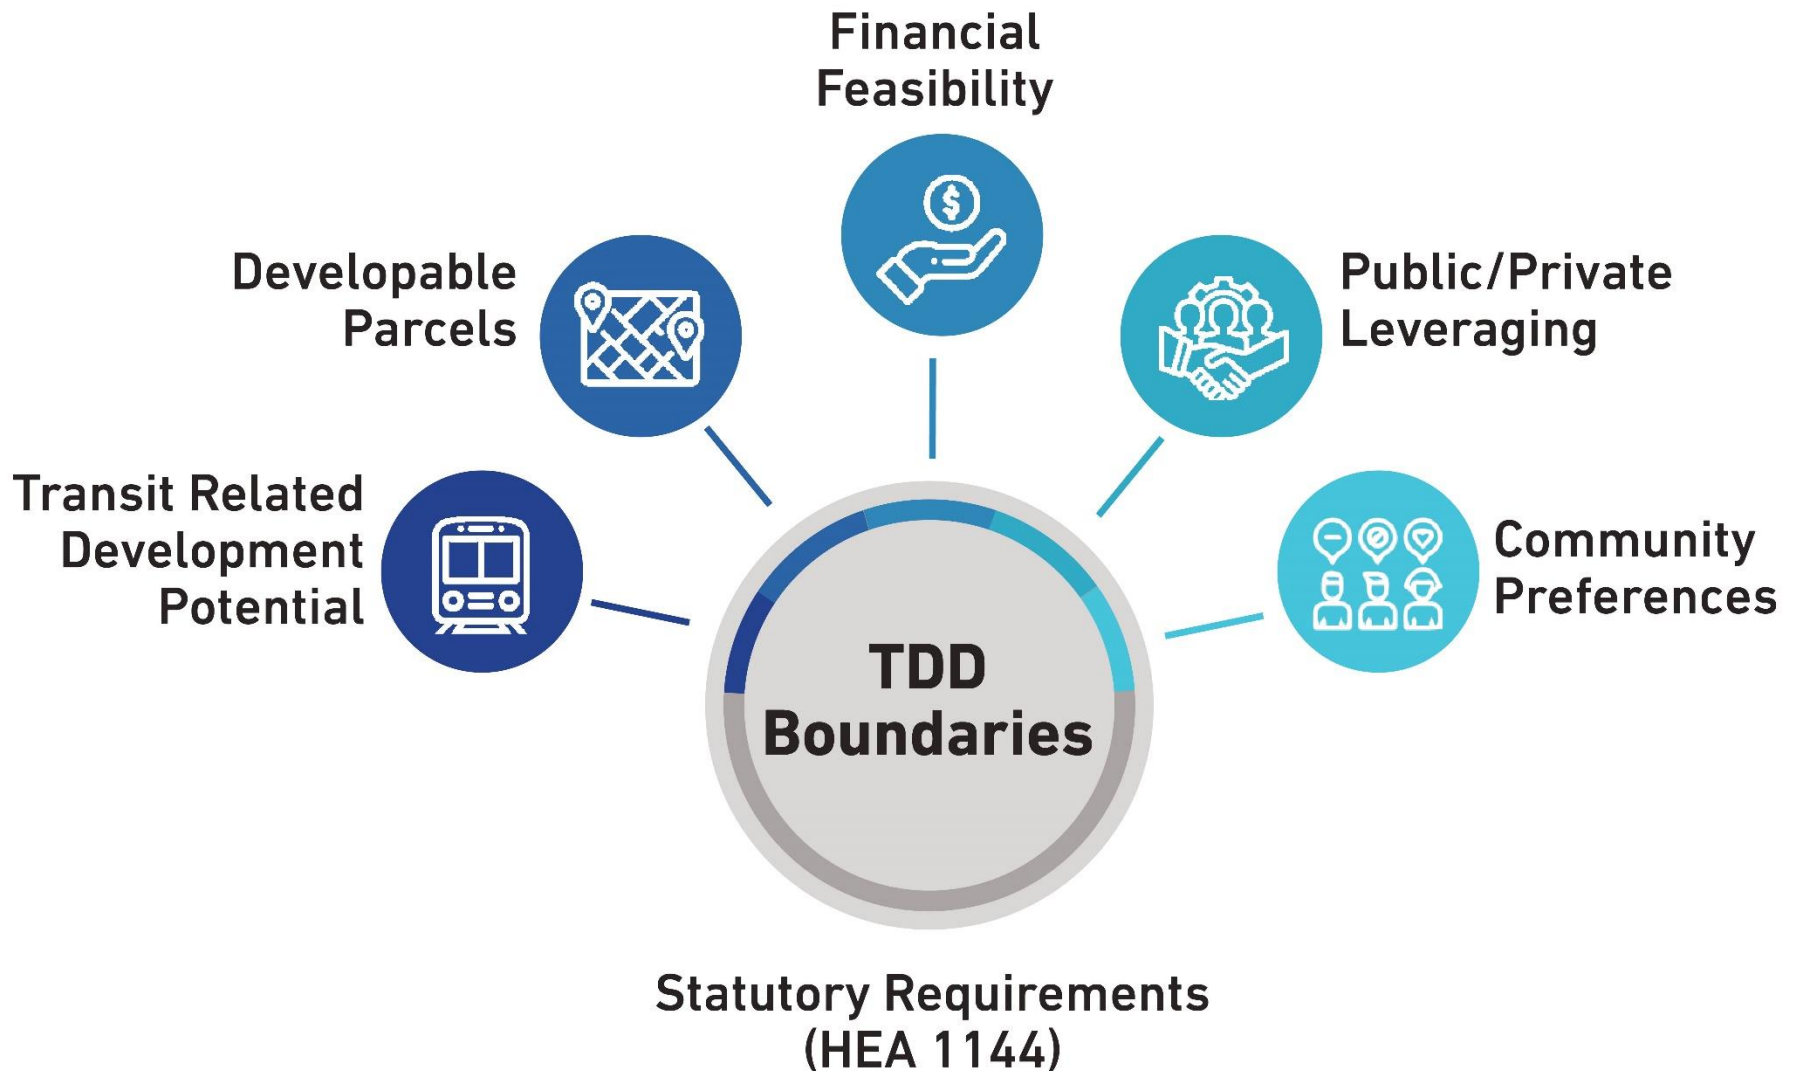 Financial
Feasibility
Developable
Parcels
Public/Private
Leveraging
Transit Related
Development
Potential
Community
Preferences
TDD
Boundaries
Statutory Requirements
(HEA 1144)
$